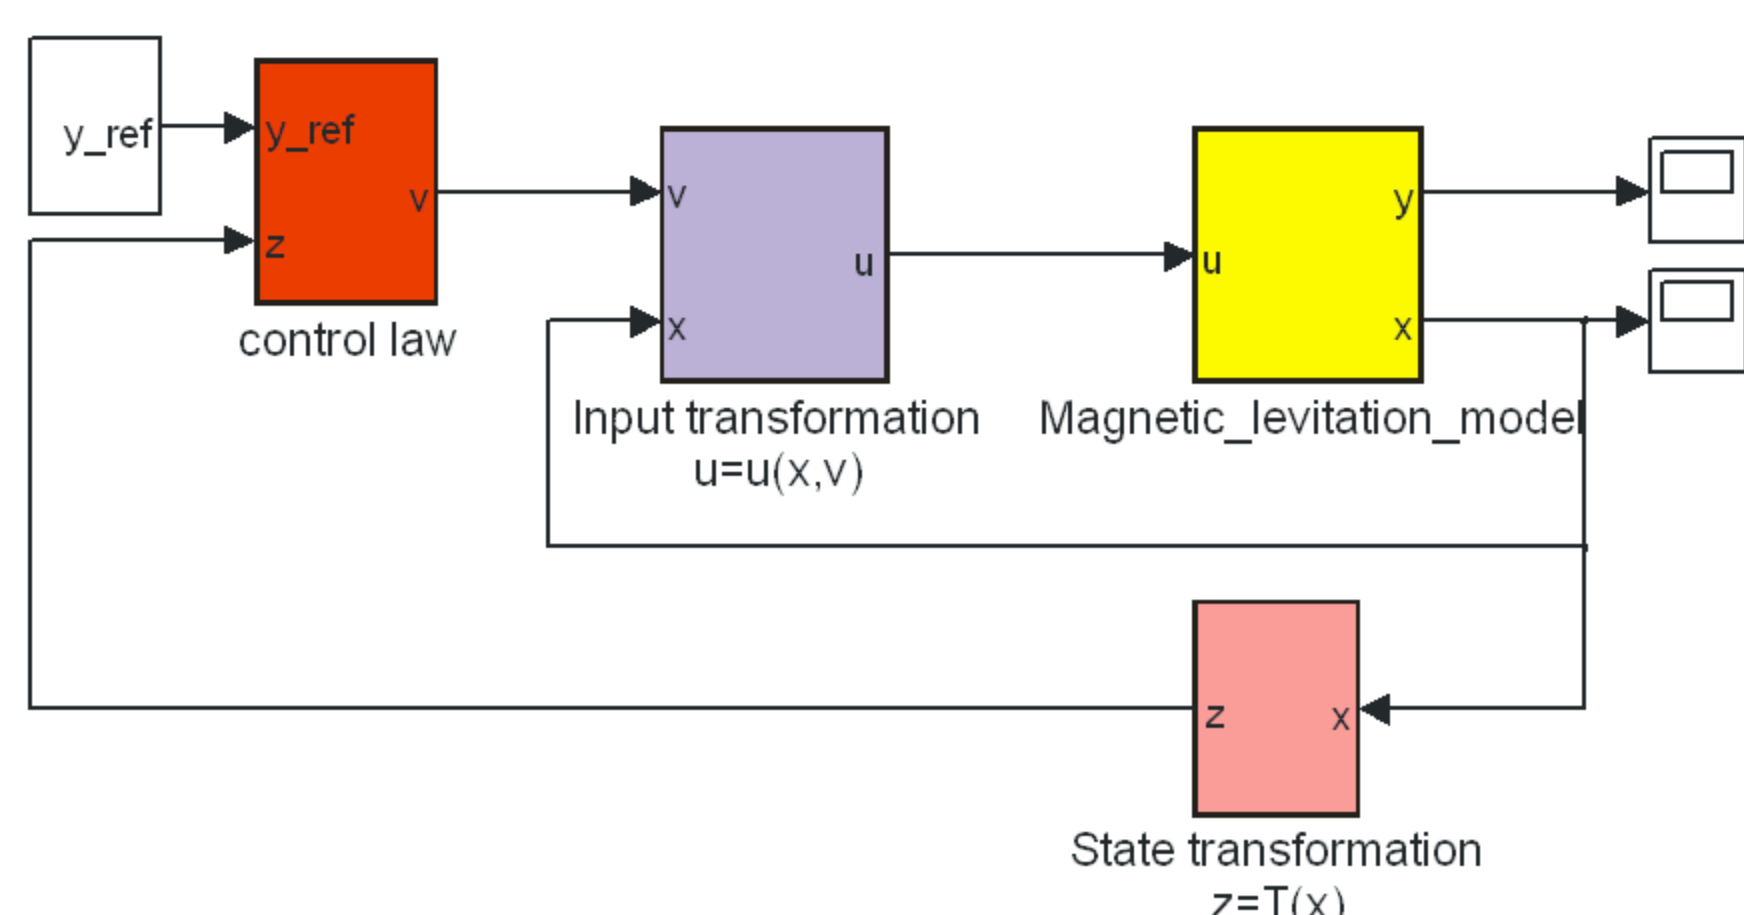 y_ref
y_ref
v
z
control law
v
x
u
Input transformation
u=u(x,v)
u
y
x
Magnetic_levitation_model
z
x
State transformation
z=T(x)